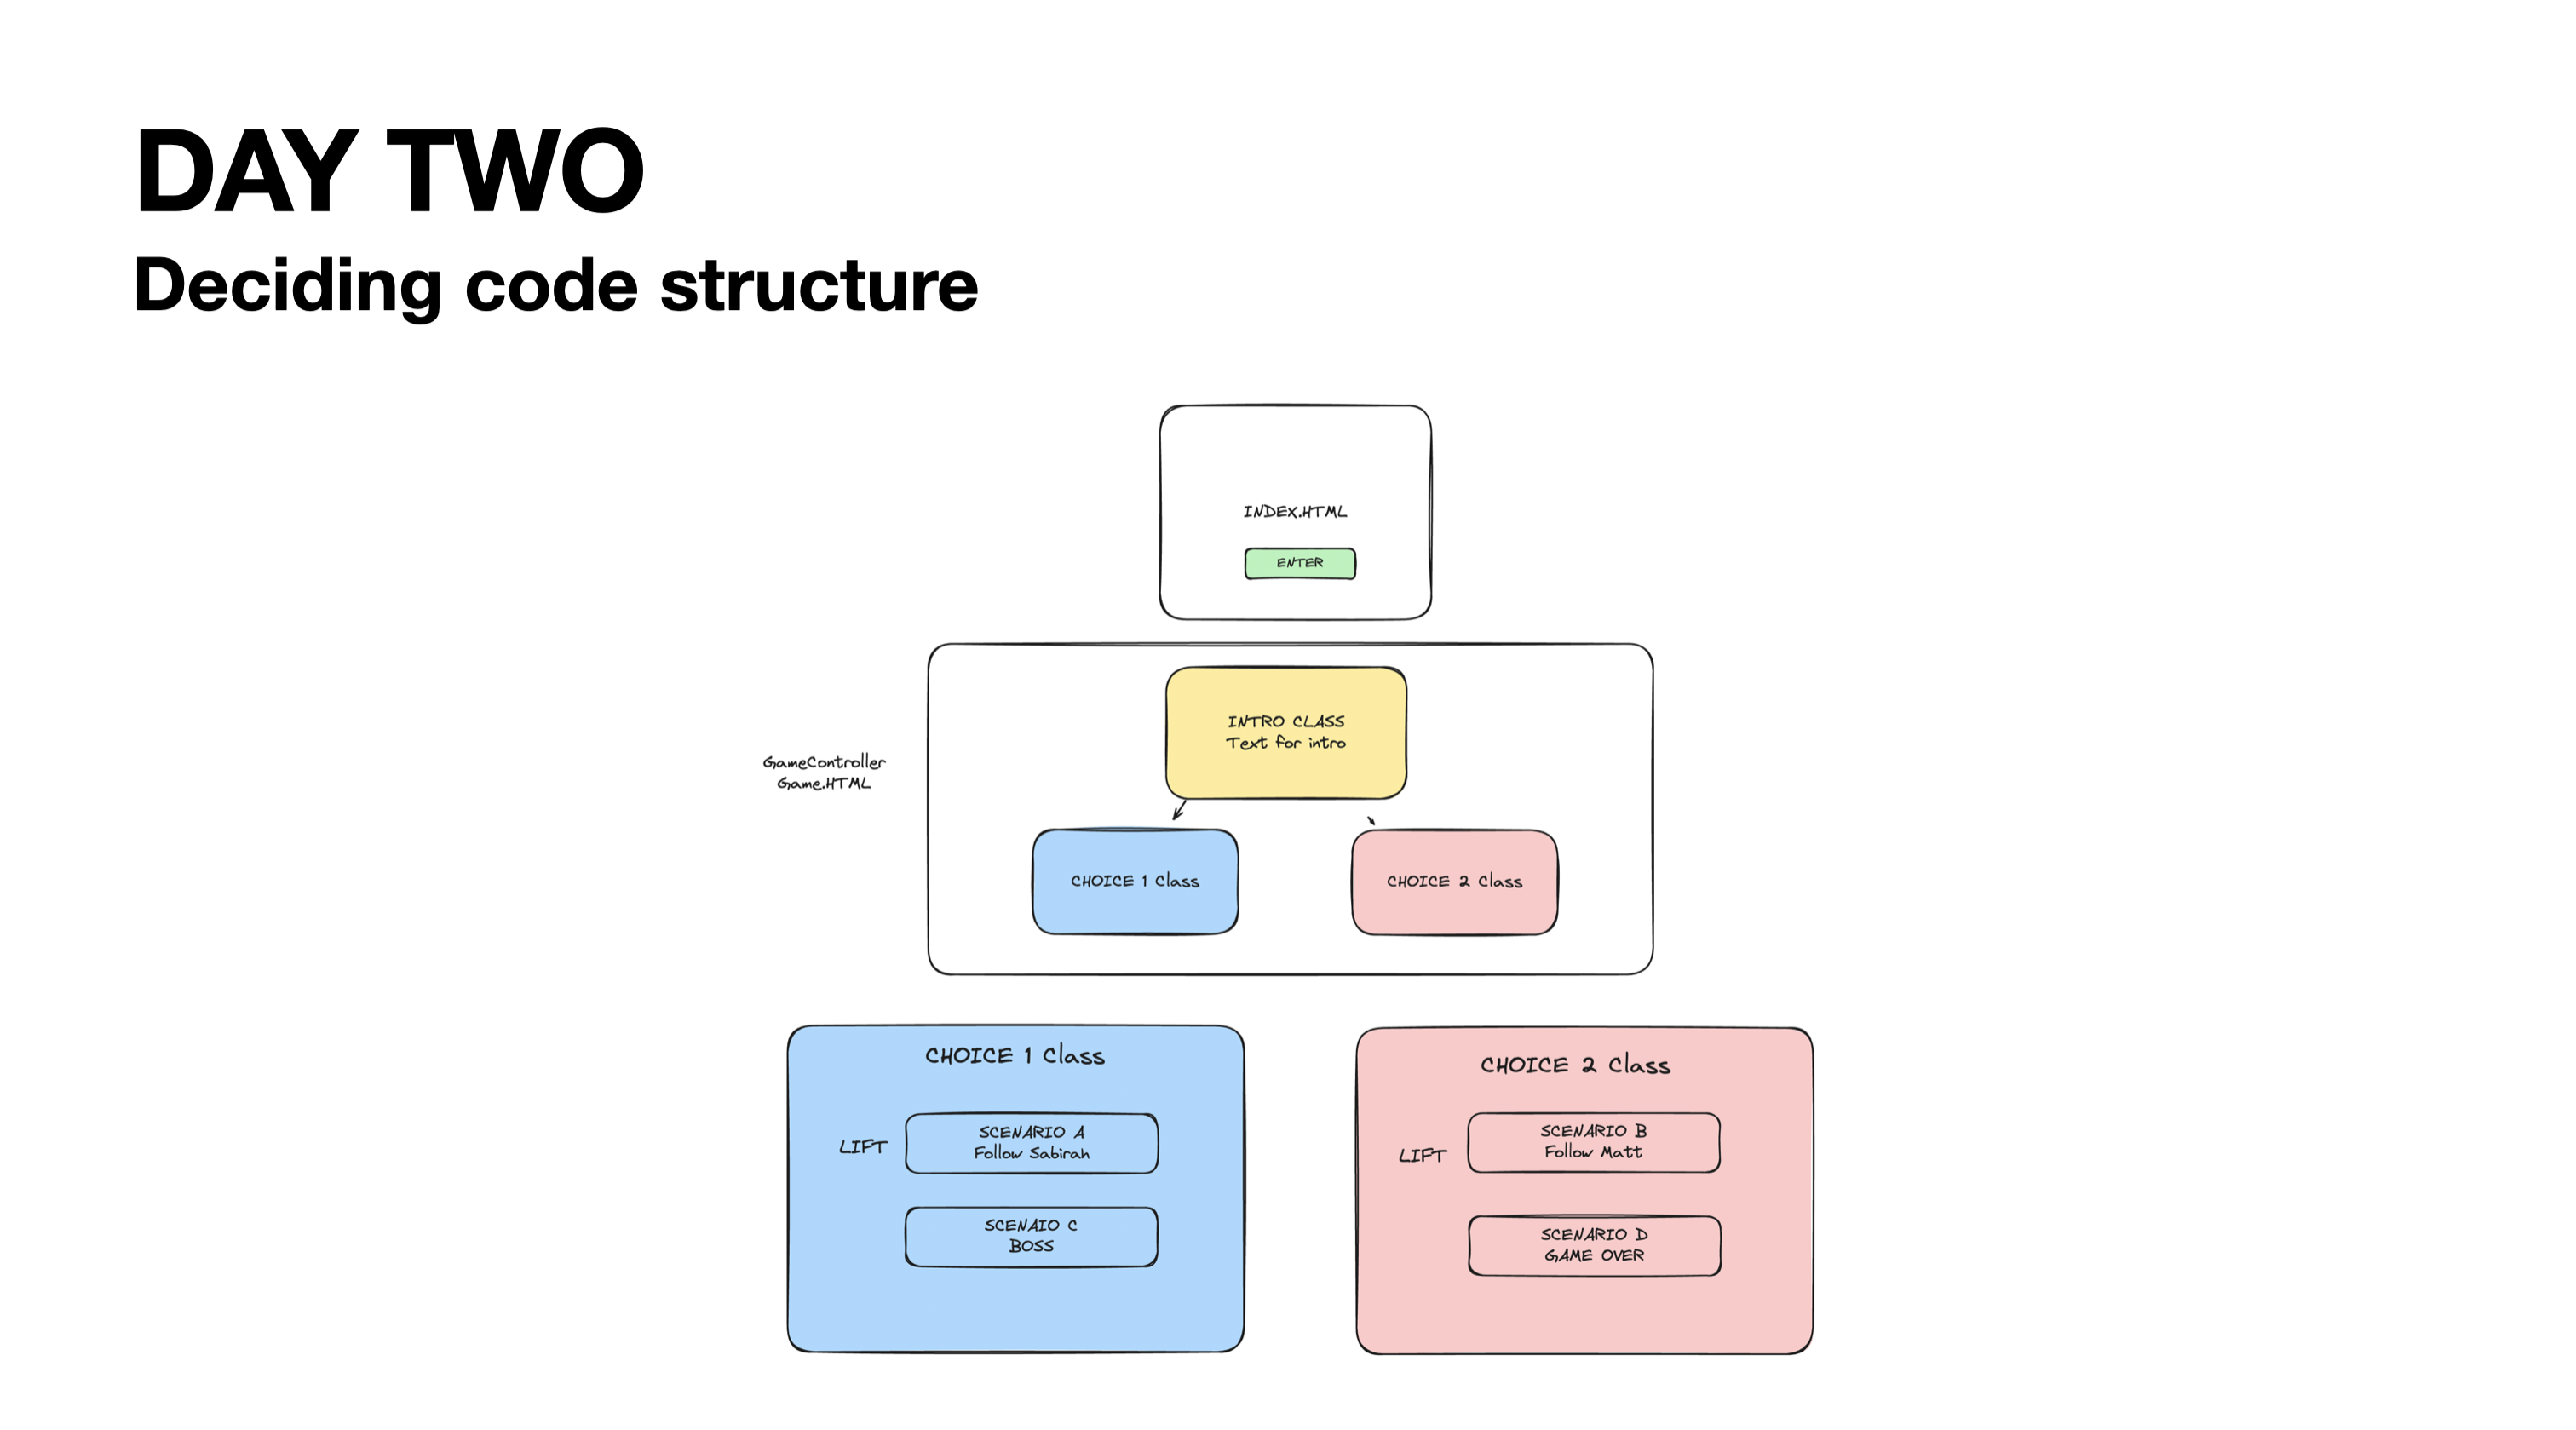 DAY TWO
Deciding code structure
INDEX.HTML
ENTER
INTRO CLASS
Text for intro
GameController
Game.HTML
CHOICE 1 Class
CHOICE 2 Class
CHOICE 1 Class
LIFT
SCENARIO A
Follow Sabirah
SCENAIO C
BOSS
CHOICE 2 Class
LIFT
SCENARIO B
Follow Matt
SCENARIO D
GAME OVER